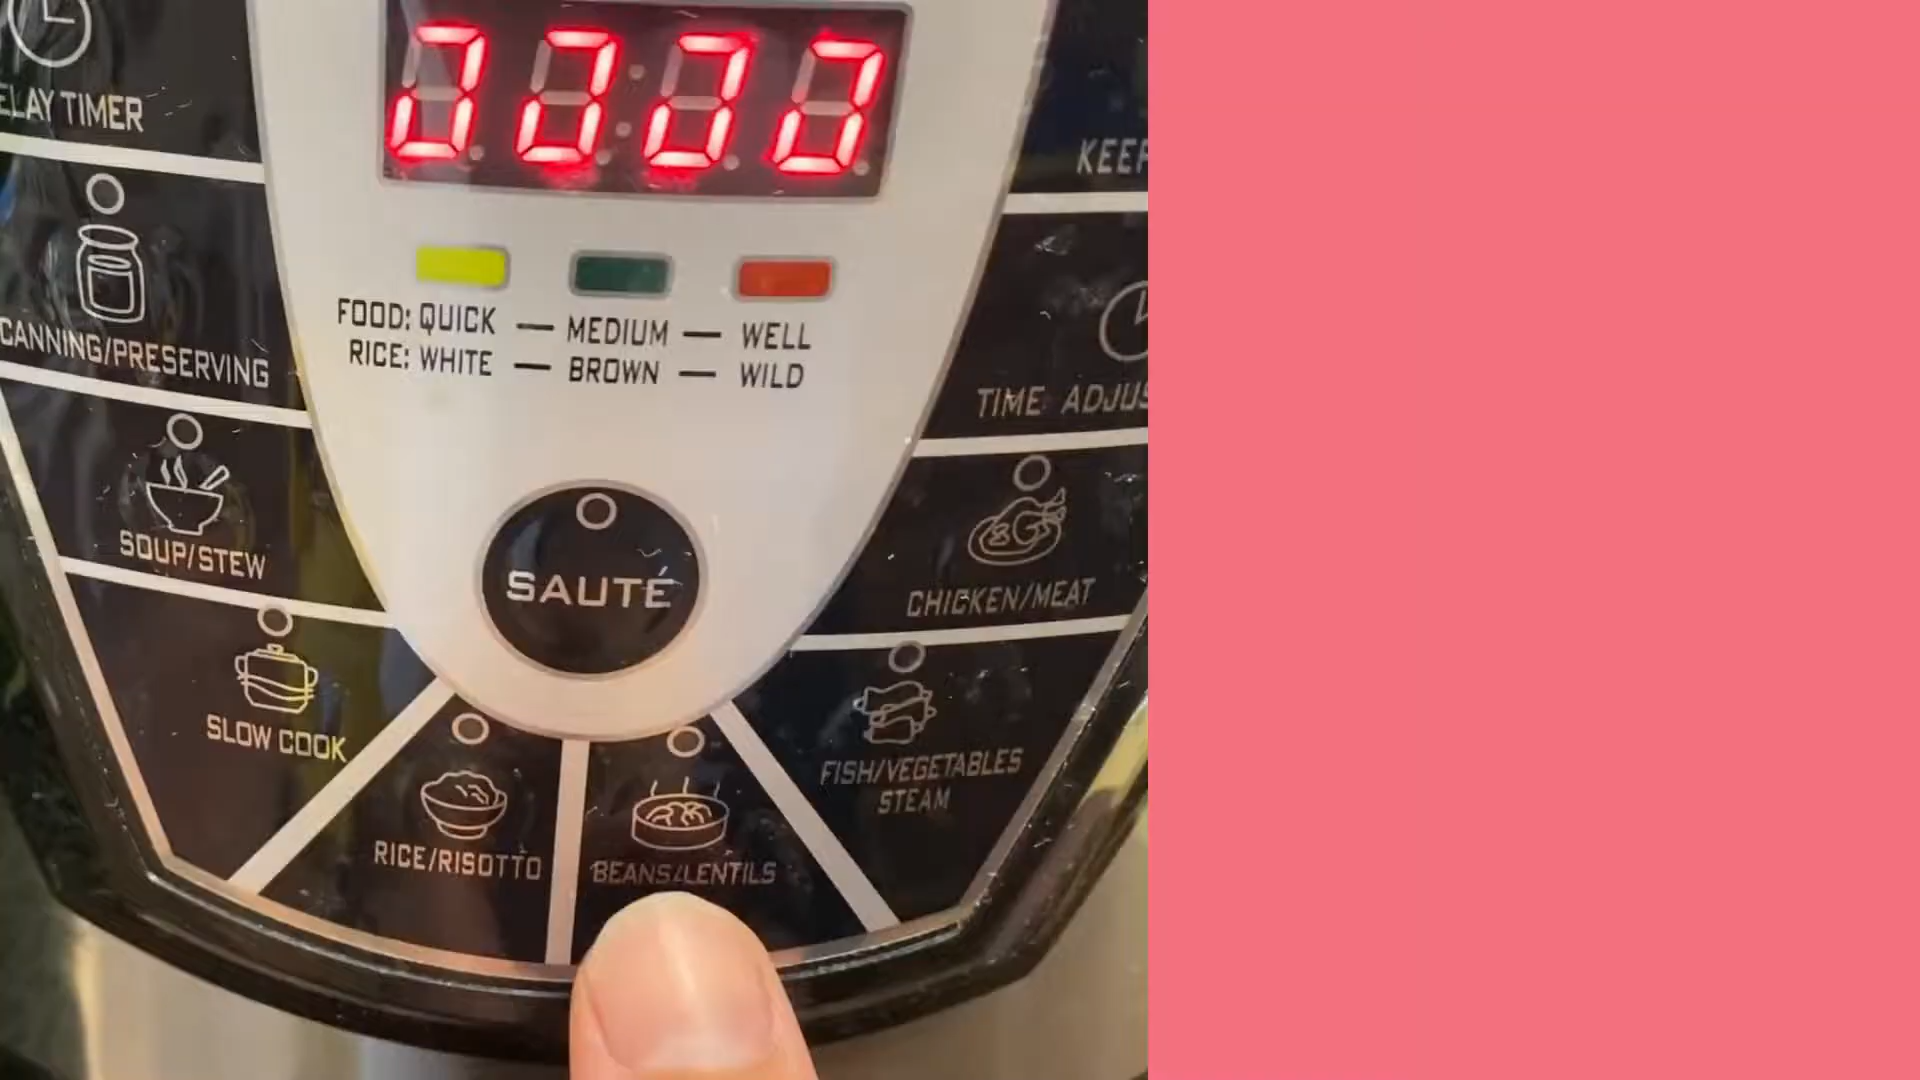 ELAY TIMER
KEEP
CANNING/PRESERVING
FOOD: QUICK — MEDIUM — WELL
RICE: WHITE — BROWN — WILD
TIME ADJUS
SOUP/STEW
SAUTÉ
CHICKEN/MEAT
SLOW COOK
FISH/VEGETABLES
STEAM
RICE/RISOTTO
BEANS/LENTILS